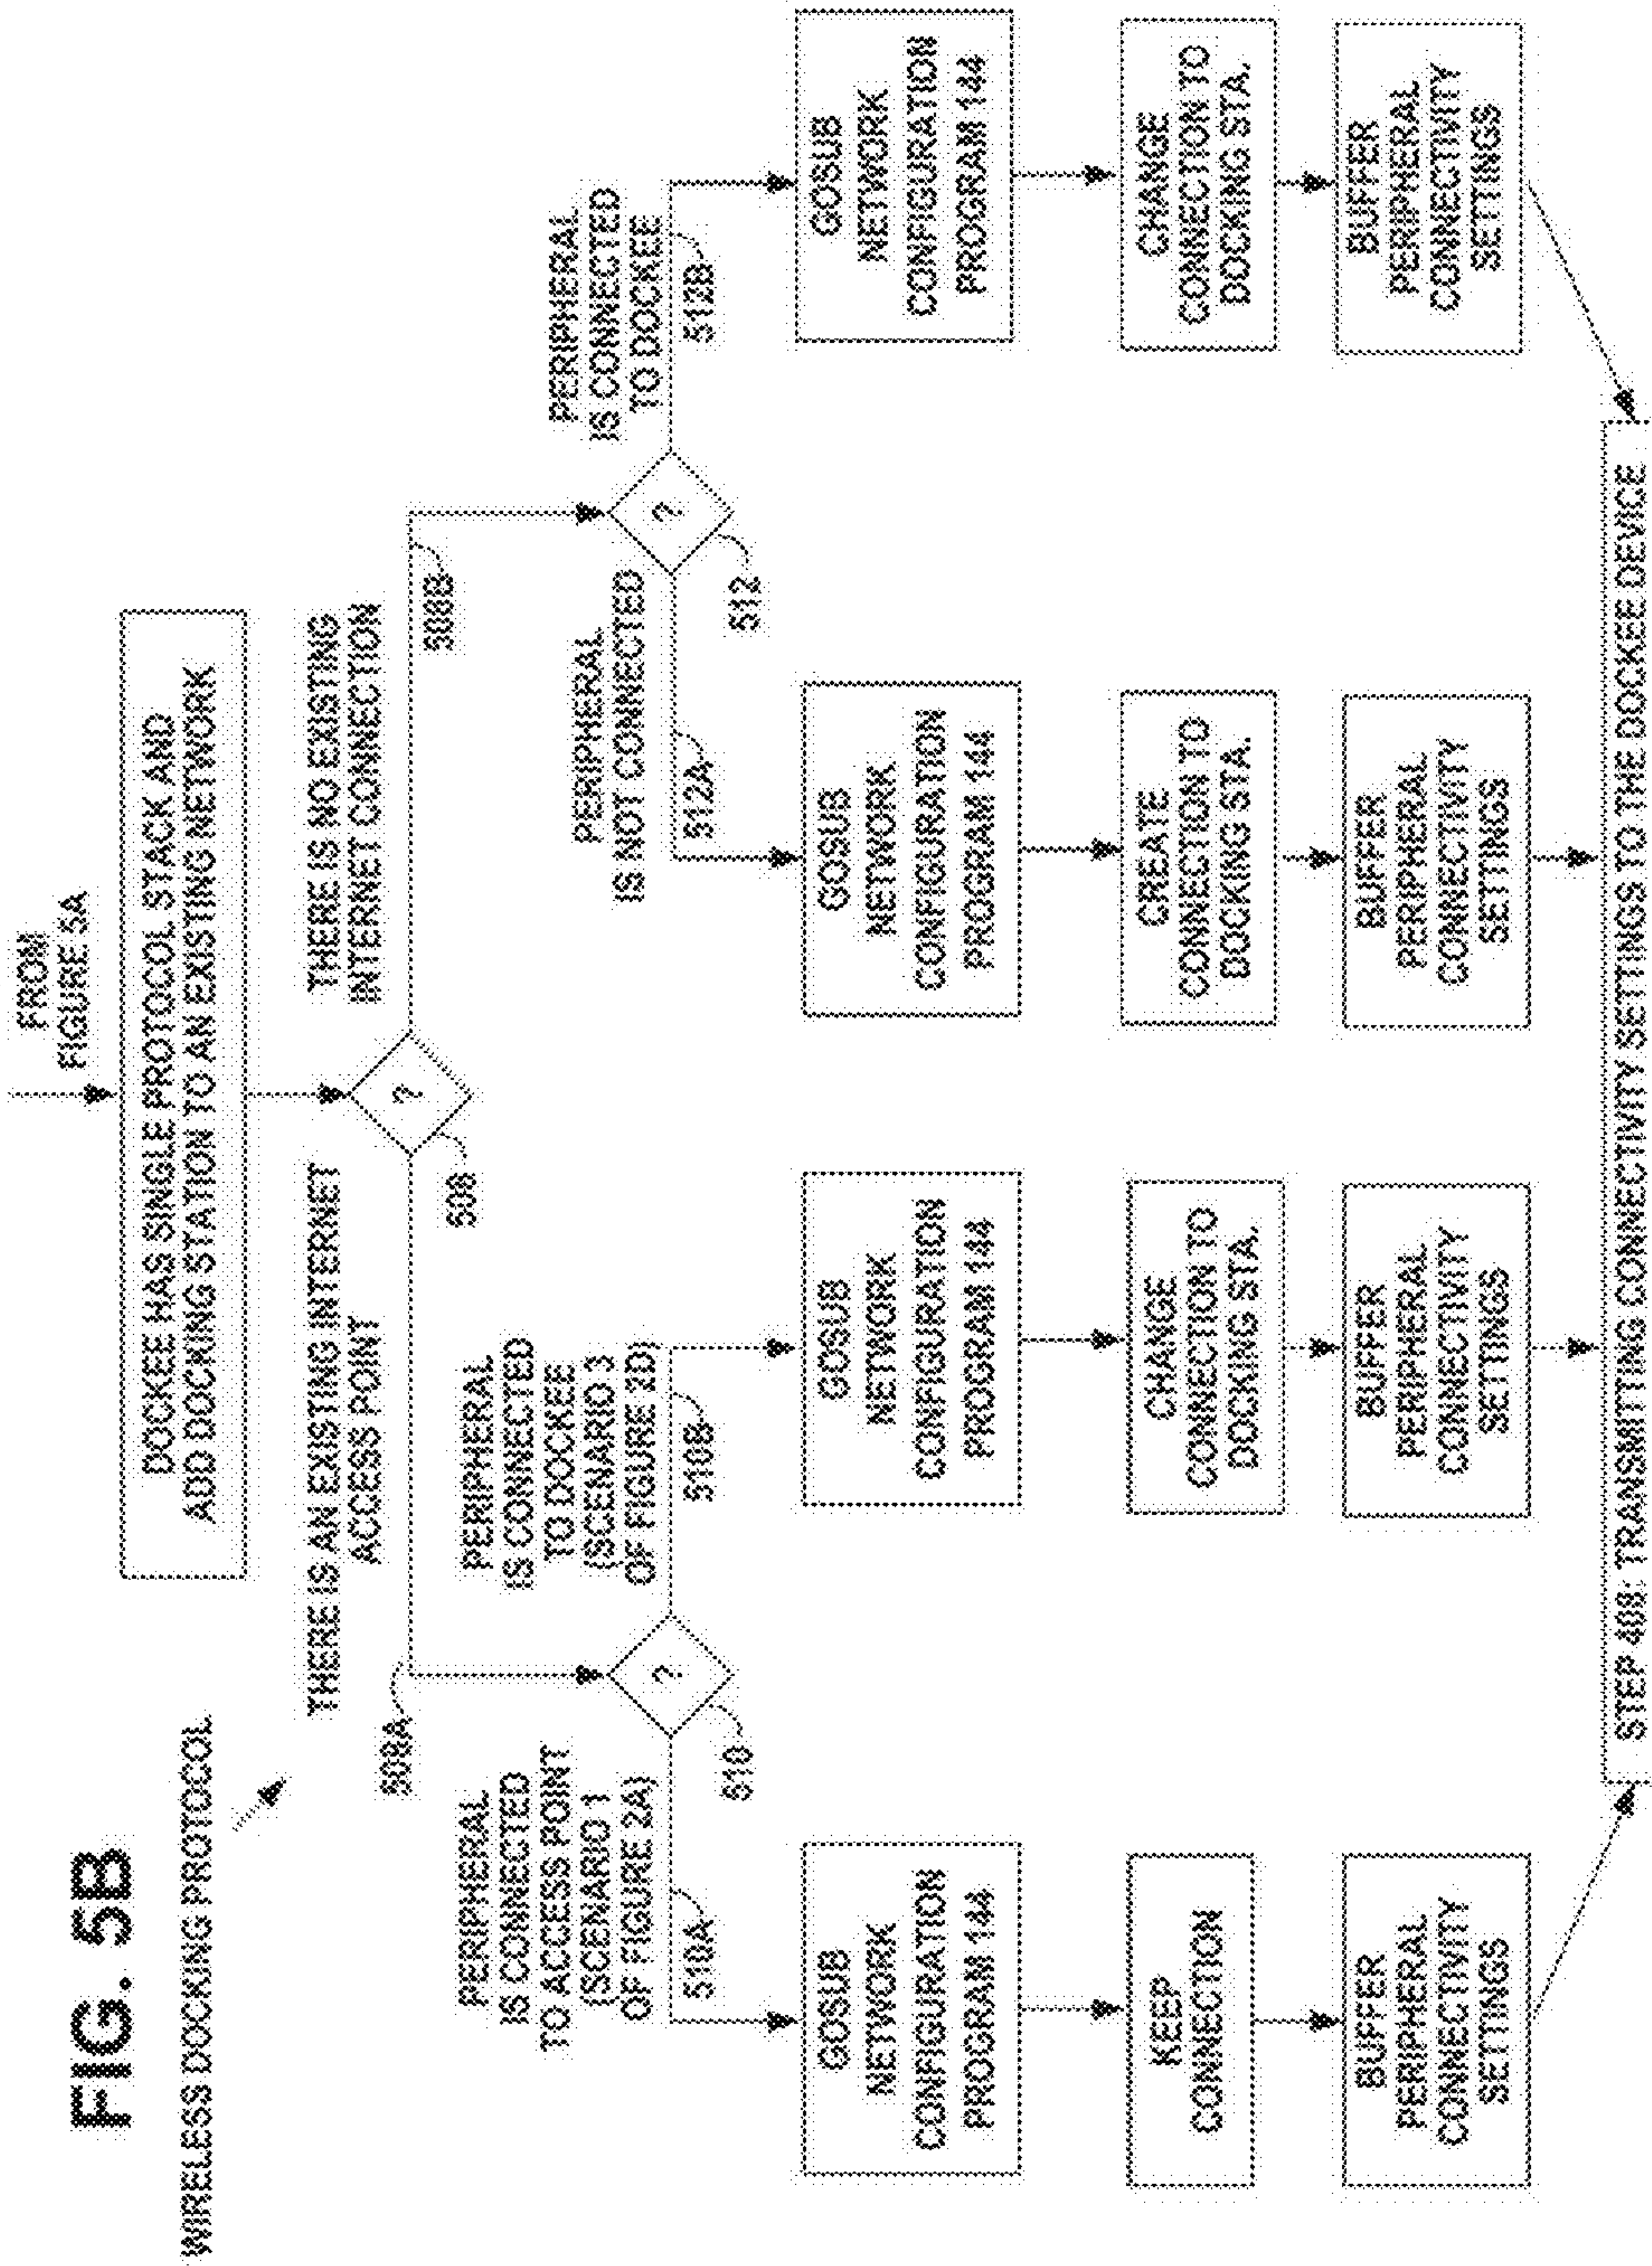 FIG. 5B
WIRELESS DOCKING PROTOCOL
FROM
FIGURE 5A
DOCKEE HAS SINGLE PROTOCOL STACK AND
ADD DOCKING STATION TO AN EXISTING NETWORK
THERE IS AN EXISTING INTERNET
ACCESS POINT
THERE IS NO EXISTING
INTERNET CONNECTION
?
508
509A
508B
PERIPHERAL
IS CONNECTED
TO ACCESS POINT
(SCENARIO 1
OF FIGURE 2A)
510A
?
510
PERIPHERAL
IS CONNECTED
TO DOCKEE
(SCENARIO 3
OF FIGURE 3D)
510B
PERIPHERAL
IS NOT CONNECTED
512A
?
512
PERIPHERAL
IS CONNECTED
TO DOCKEE
512B
GOSUB
NETWORK
CONFIGURATION
PROGRAM 144
GOSUB
NETWORK
CONFIGURATION
PROGRAM 144
GOSUB
NETWORK
CONFIGURATION
PROGRAM 144
GOSUB
NETWORK
CONFIGURATION
PROGRAM 144
KEEP
CONNECTION
CHANGE
CONNECTION TO
DOCKING STA.
CREATE
CONNECTION TO
DOCKING STA.
CHANGE
CONNECTION TO
DOCKING STA.
BUFFER
PERIPHERAL
CONNECTIVITY
SETTINGS
BUFFER
PERIPHERAL
CONNECTIVITY
SETTINGS
BUFFER
PERIPHERAL
CONNECTIVITY
SETTINGS
BUFFER
PERIPHERAL
CONNECTIVITY
SETTINGS
STEP 408: TRANSMITTING CONNECTIVITY SETTINGS TO THE DOCKEE DEVICE